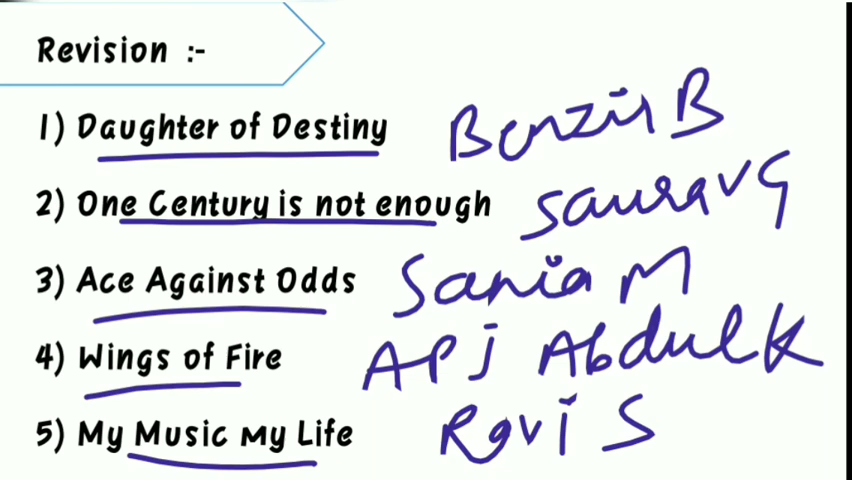 Revision :-
1) Daughter of Destiny Benzir B
2) One Century is not enough Saurav G
3) Ace Against Odds Sania M
4) Wings of Fire APJ Abdul K
5) My Music My Life Ravi S